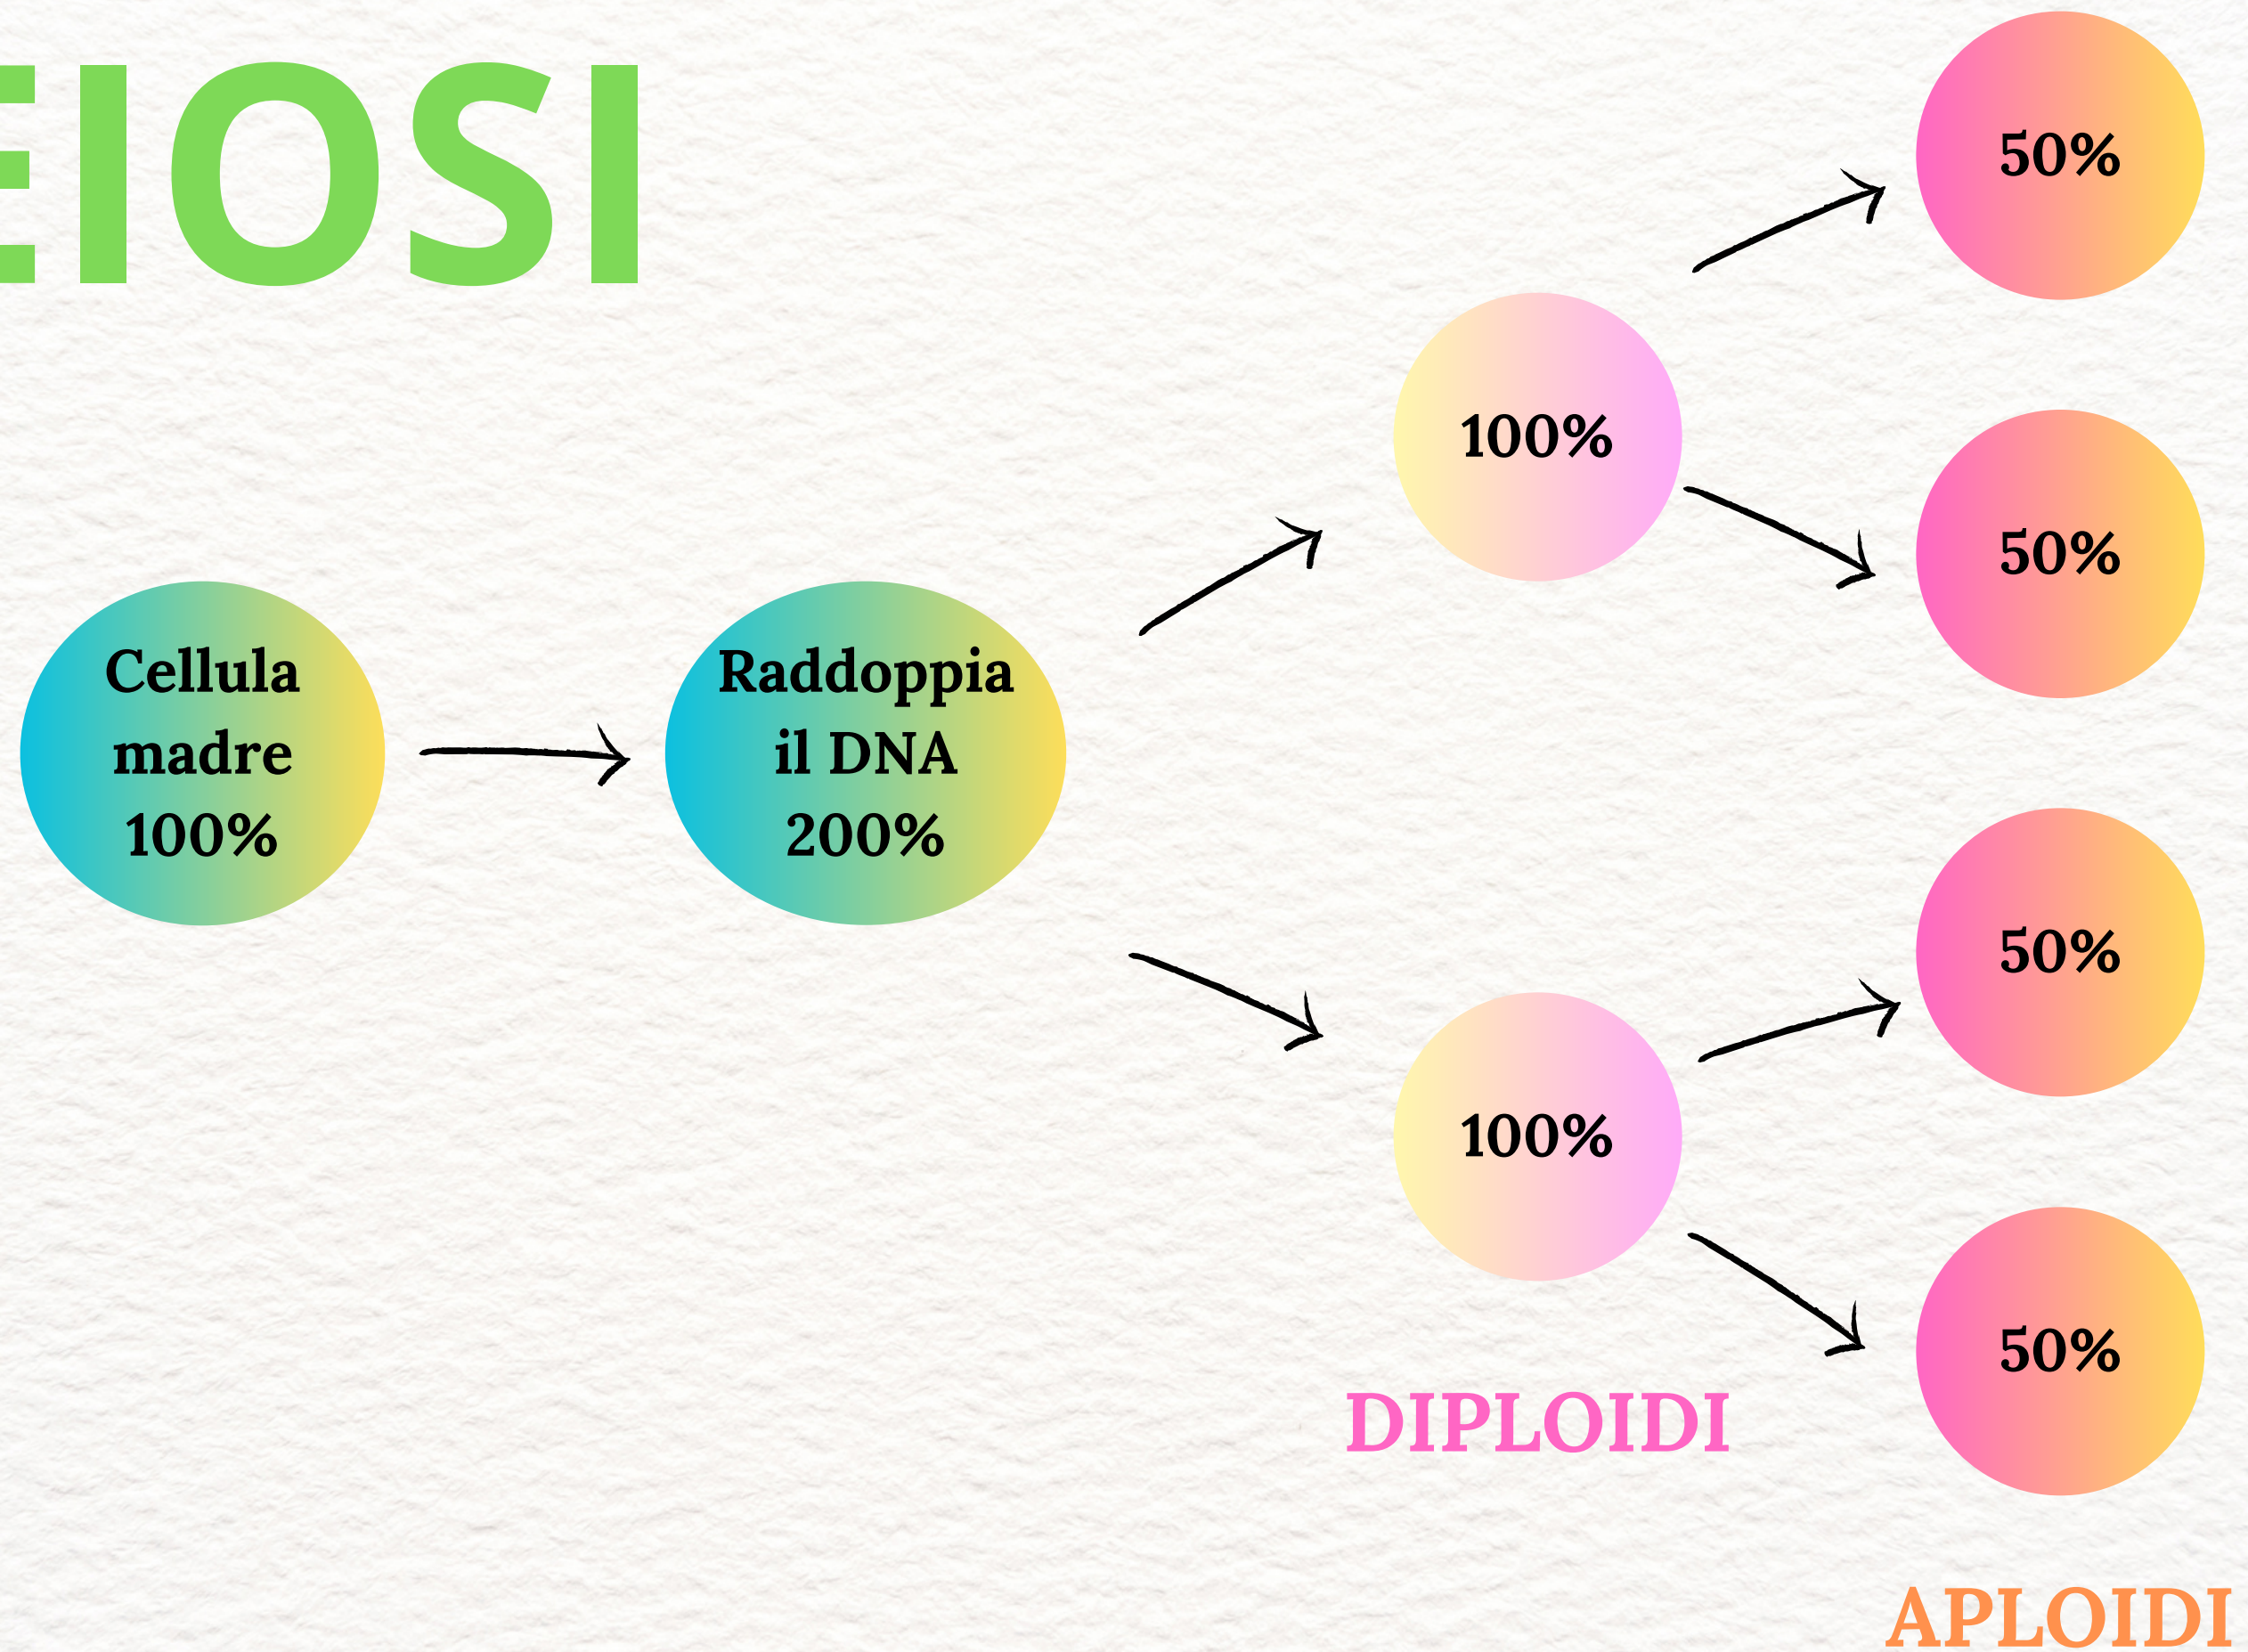 EIOSI
Cellula
madre
100%
Raddoppia
il DNA
200%
100%
100%
DIPLOIDI
50%
50%
50%
50%
APLOIDI